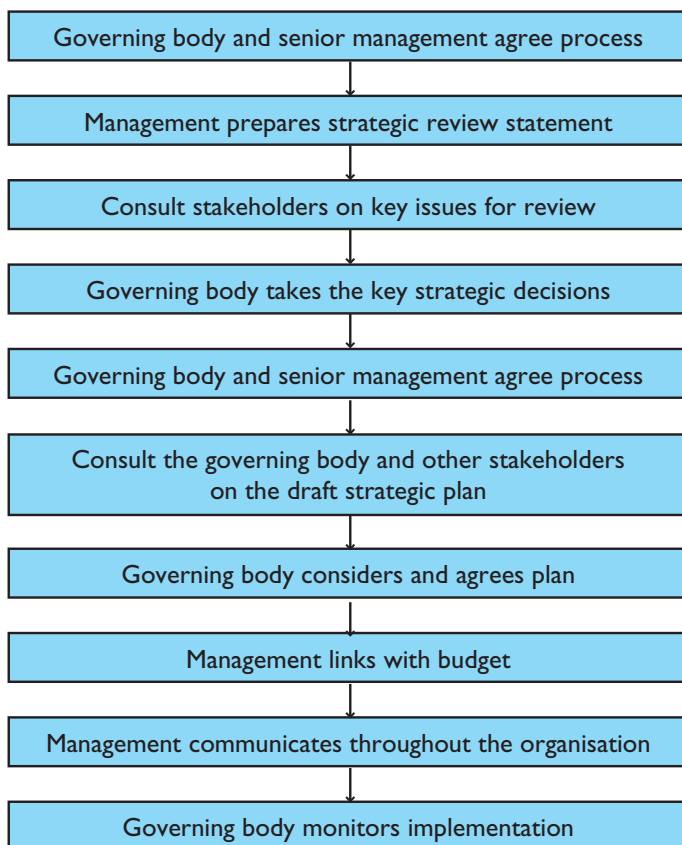 Governing body and senior management agree process
Management prepares strategic review statement
Consult stakeholders on key issues for review
Governing body takes the key strategic decisions
Governing body and senior management agree process
Consult the governing body and other stakeholders
on the draft strategic plan
Governing body considers and agrees plan
Management links with budget
Management communicates throughout the organisation
Governing body monitors implementation